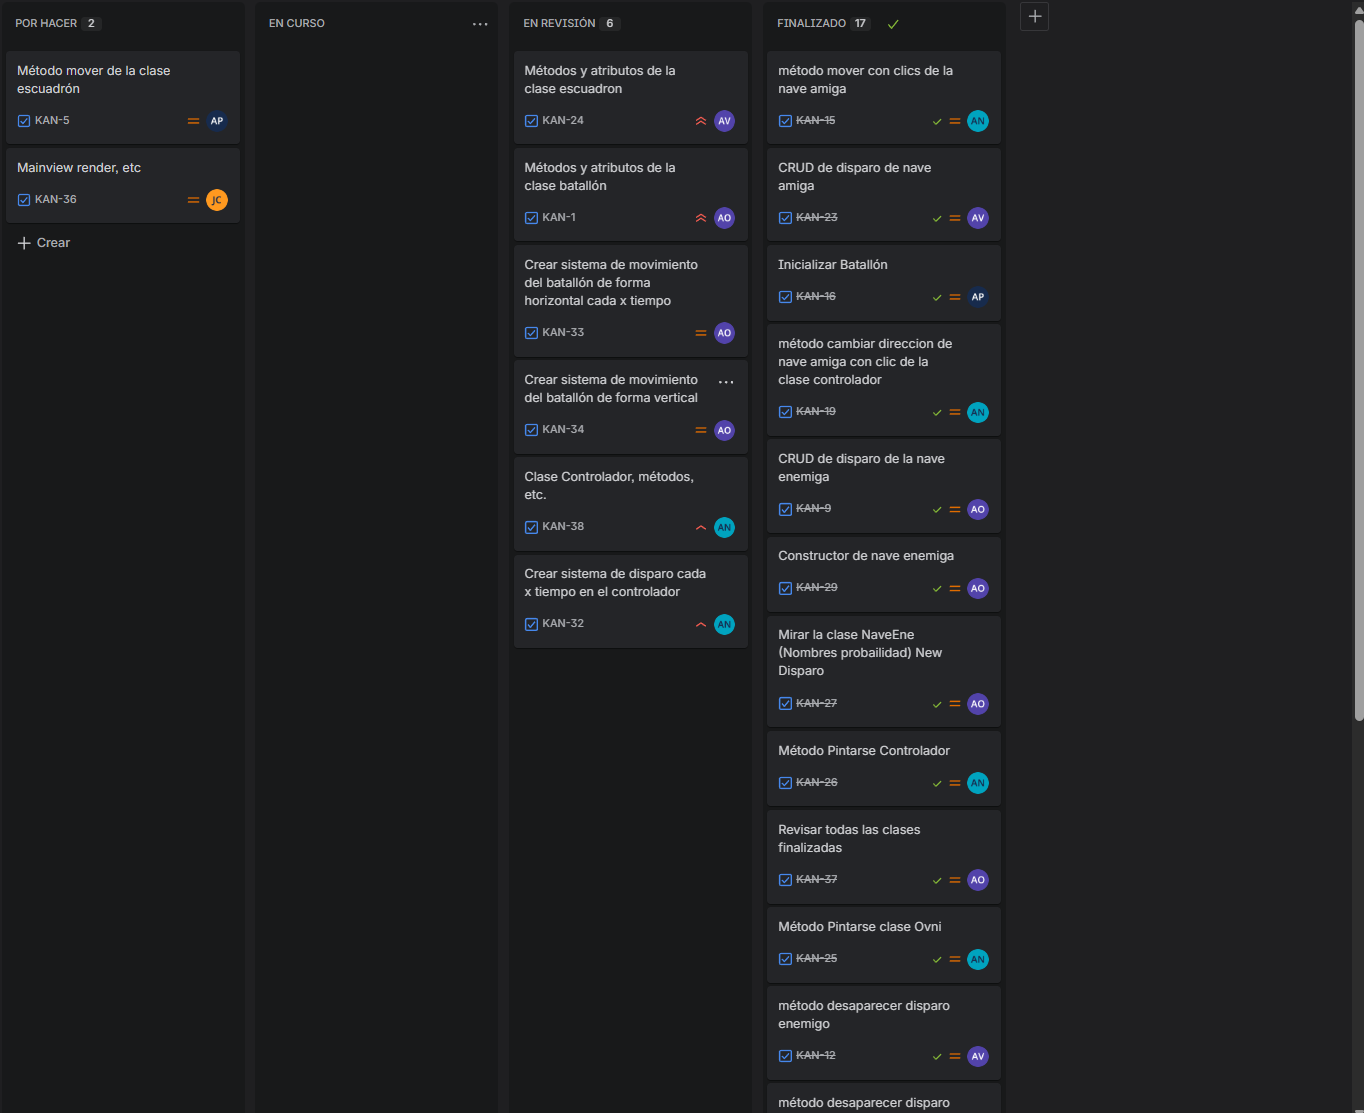 POR HACER 2
Método mover de la clase
escuadrón
KAN-5
AP
Mainview render, etc
KAN-36
JC
Crear
EN CURSO
EN REVISIÓN 6
Métodos y atributos de la
clase escuadron
KAN-24
AV
Métodos y atributos de la
clase batallón
KAN-1
AO
Crear sistema de movimiento
del batallón de forma
horizontal cada x tiempo
KAN-33
AO
Crear sistema de movimiento
del batallón de forma vertical
KAN-34
AO
Clase Controlador, métodos,
etc.
KAN-38
AN
Crear sistema de disparo cada
x tiempo en el controlador
KAN-32
AN
FINALIZADO 17
método mover con clics de la
nave amiga
KAN-15
AN
CRUD de disparo de nave
amiga
KAN-23
AV
Inicializar Batallón
KAN-16
AP
método cambiar direccion de
nave amiga con clic de la
clase controlador
KAN-19
AN
CRUD de disparo de la nave
enemiga
KAN-9
AO
Constructor de nave enemiga
KAN-29
AO
Mirar la clase NaveEne
(Nombres probailidad) New
Disparo
KAN-27
AO
Método Pintarse Controlador
KAN-26
AN
Revisar todas las clases
finalizadas
KAN-37
AO
Método Pintarse clase Ovni
KAN-25
AN
método desaparecer disparo
enemigo
KAN-12
AV
método desaparecer disparo